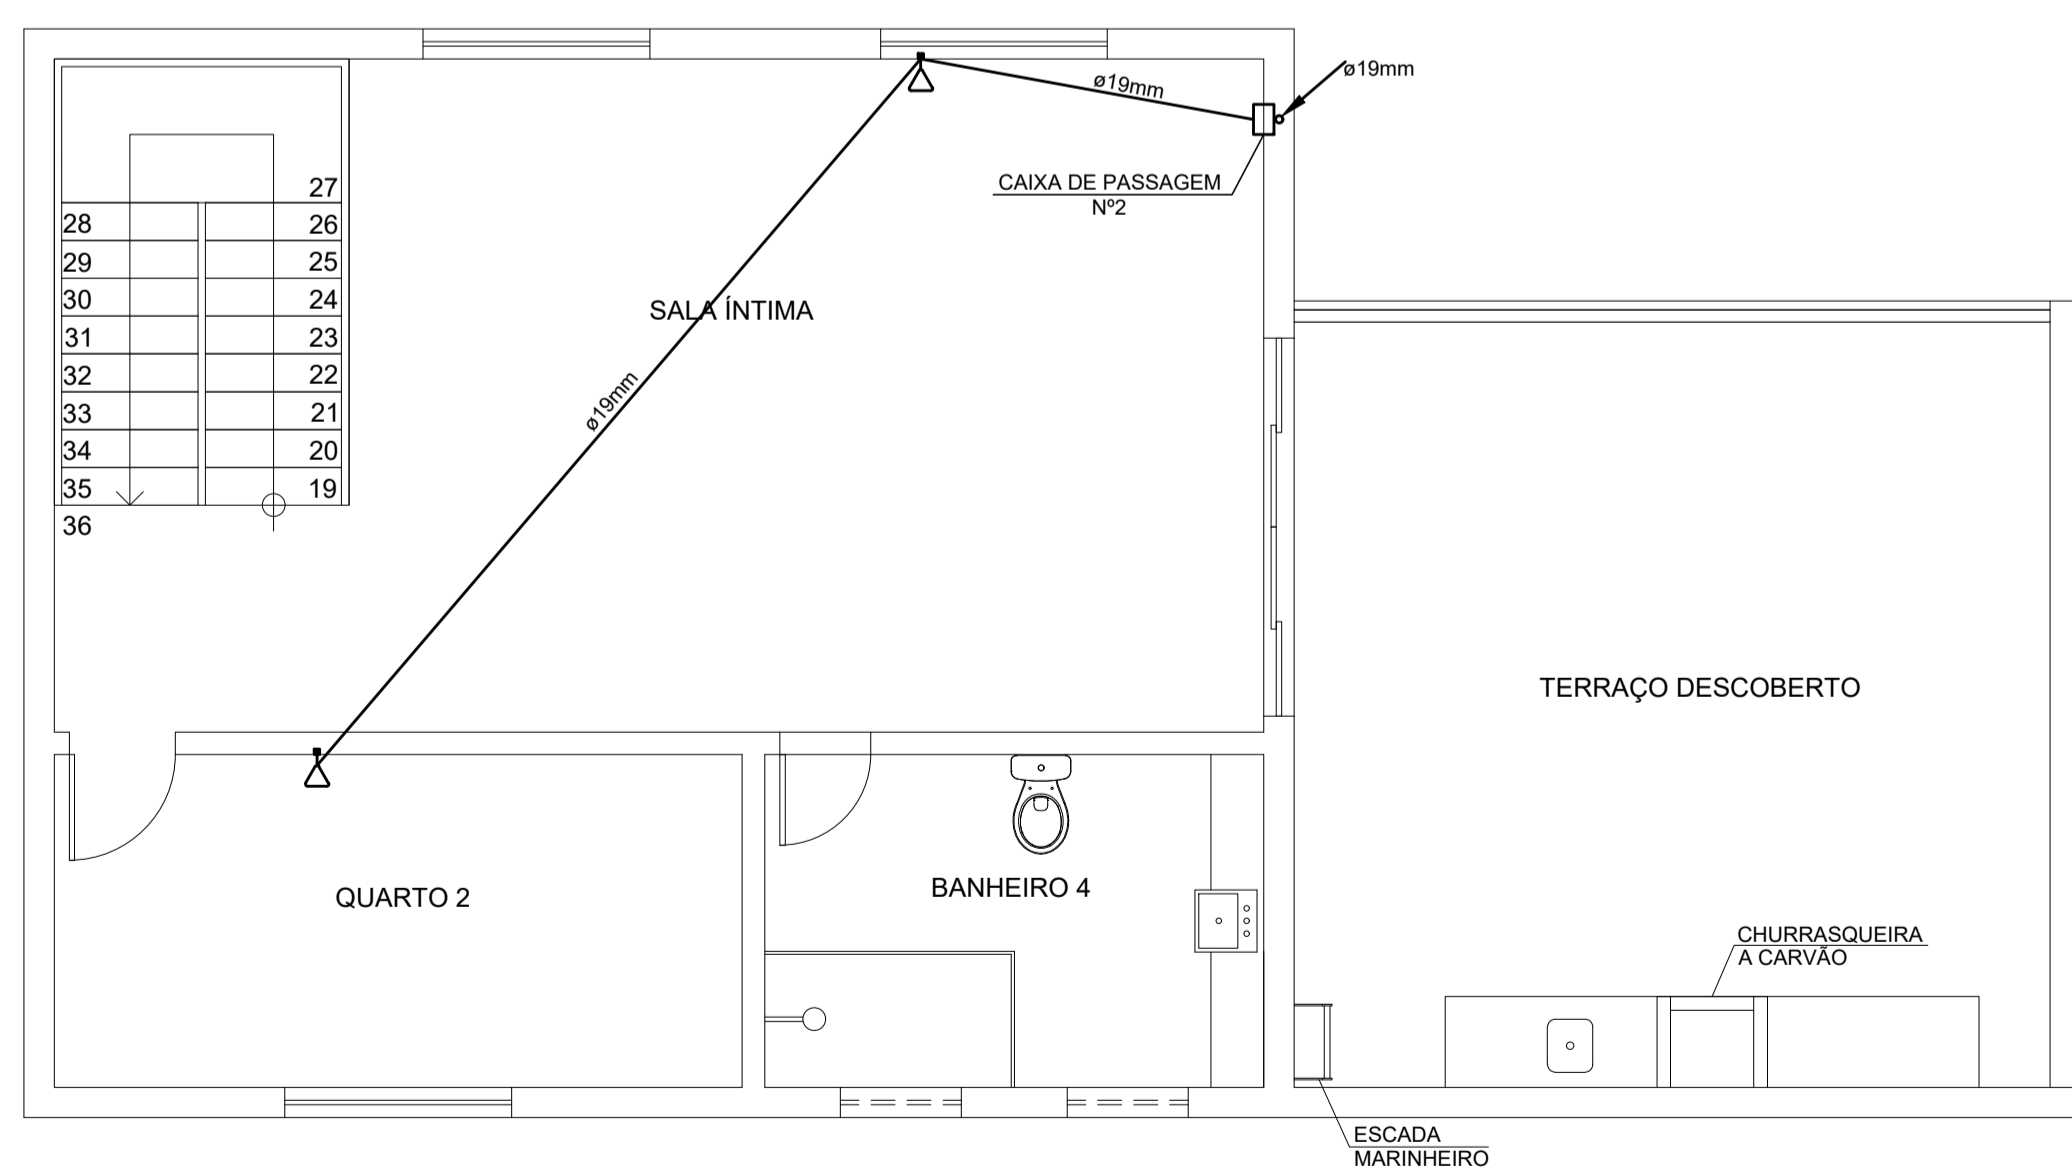 ø19mm
ø19mm
CAIXA DE PASSAGEM
Nº2
27
28
26
29
25
30
24
31
23
32
22
33
21
34
20
35
19
36
SALA ÍNTIMA
ø19mm
TERRAÇO DESCOBERTO
QUARTO 2
BANHEIRO 4
CHURRASQUEIRA
A CARVÃO
ESCADA
MARINHEIRO